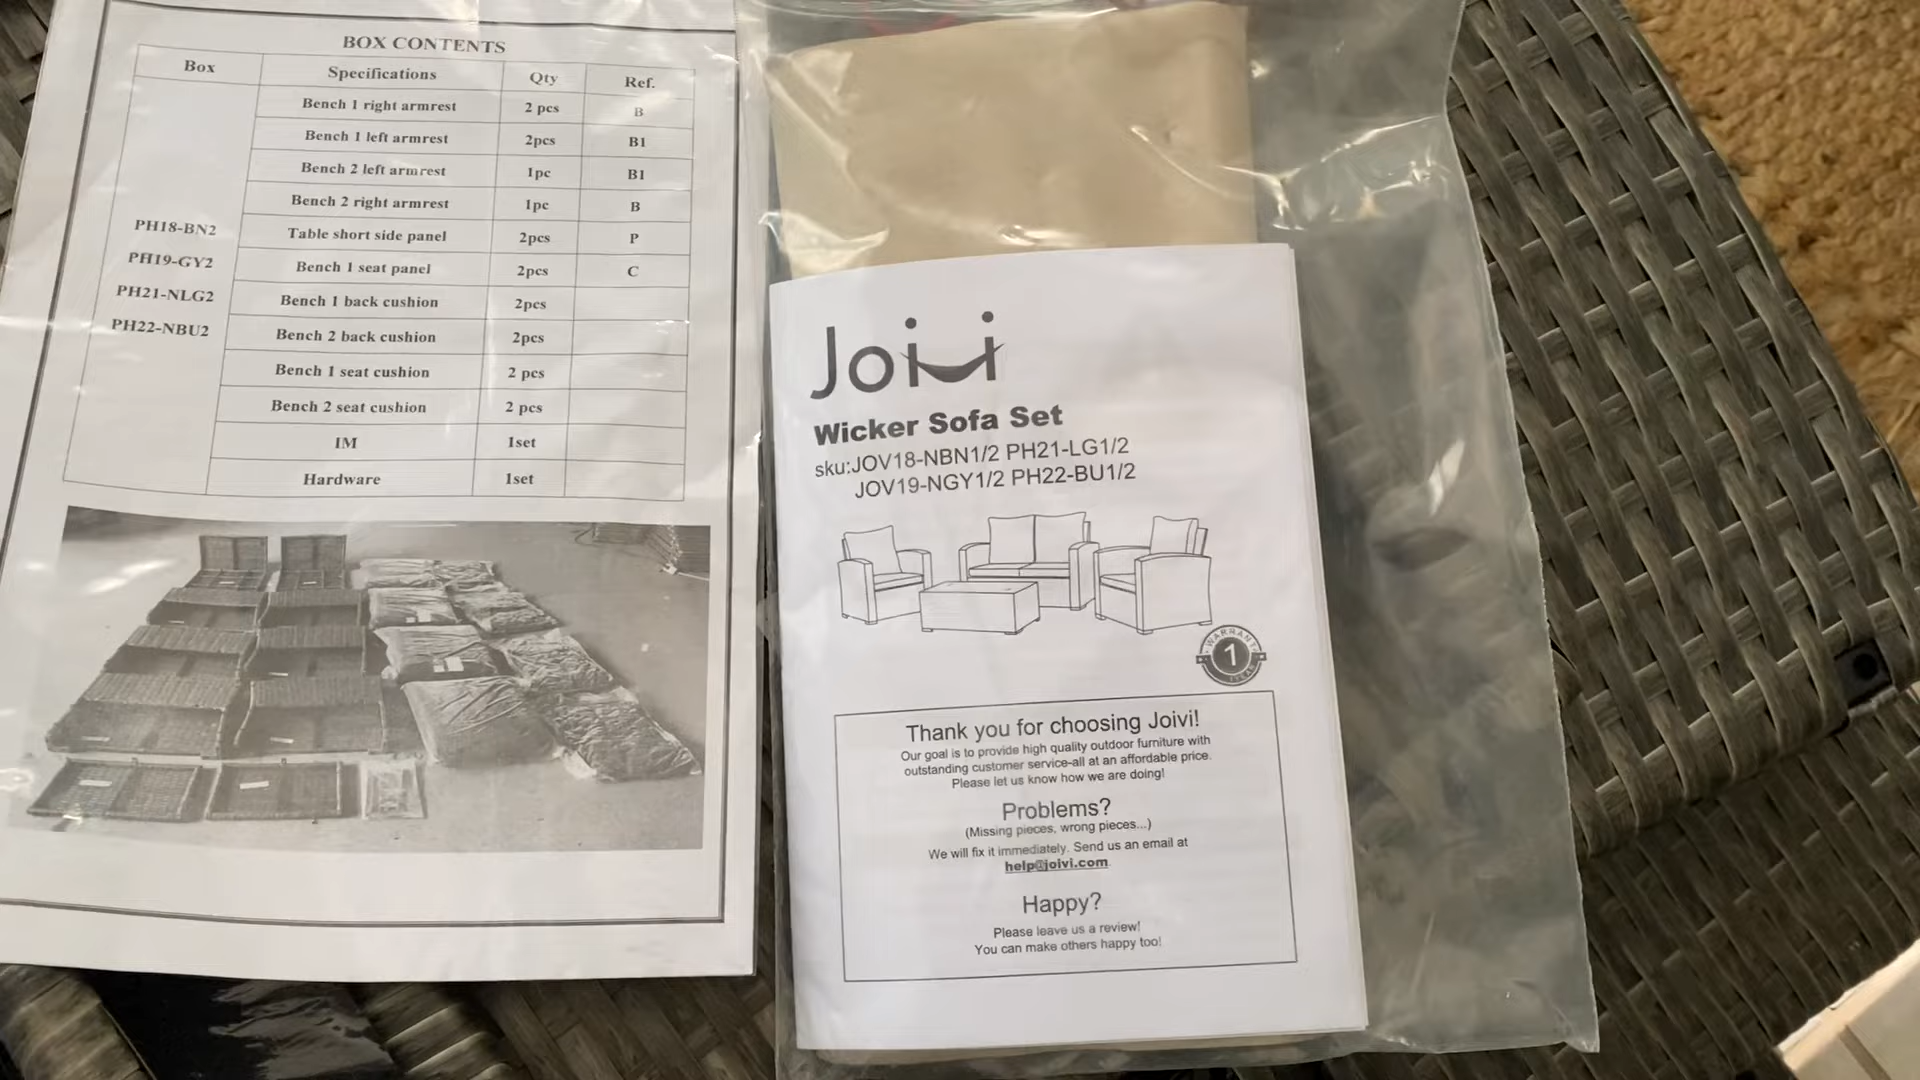 BOX CONTENTS
Box Specifications Qty Ref.
Bench 1 right armrest 2 pcs B
Bench 1 left armrest 2pcs B1
Bench 2 left armrest 1pc B1
Bench 2 right armrest 1pc B
Table short side panel 2pcs P
Bench 1 seat panel 2pcs C
Bench 1 back cushion 2pcs
Bench 2 back cushion 2pcs
Bench 1 seat cushion 2 pcs
Bench 2 seat cushion 2 pcs
IM 1set
Hardware 1set
PH18-BN2
PH19-GY2
PH21-NLG2
PH22-NBU2
Joivi
Wicker Sofa Set
sku:JOV18-NBN1/2 PH21-LG1/2
JOV19-NGY1/2 PH22-BU1/2
WARRANTY
1
YEAR
Thank you for choosing Joivi!
Our goal is to provide high quality outdoor furniture with
outstanding customer service-all at an affordable price.
Please let us know how we are doing!
Problems?
(Missing pieces, wrong pieces...)
We will fix it immediately. Send us an email at
help@joivi.com
Happy?
Please leave us a review!
You can make others happy too!